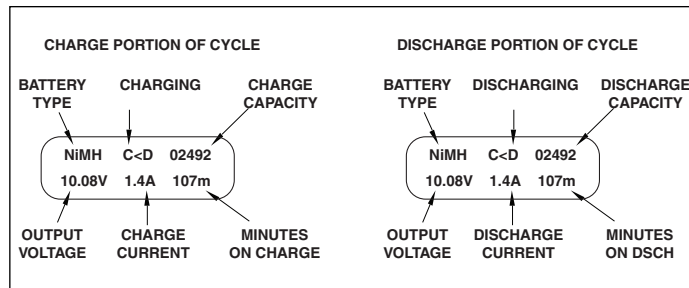 CHARGE PORTION OF CYCLE
BATTERY TYPE
CHARGING
CHARGE CAPACITY
NiMH C<D 02492
10.08V 1.4A 107m
OUTPUT VOLTAGE
CHARGE CURRENT
MINUTES ON CHARGE
DISCHARGE PORTION OF CYCLE
BATTERY TYPE
DISCHARGING
DISCHARGE CAPACITY
NiMH C<D 02492
10.08V 1.4A 107m
OUTPUT VOLTAGE
DISCHARGE CURRENT
MINUTES ON DSCH